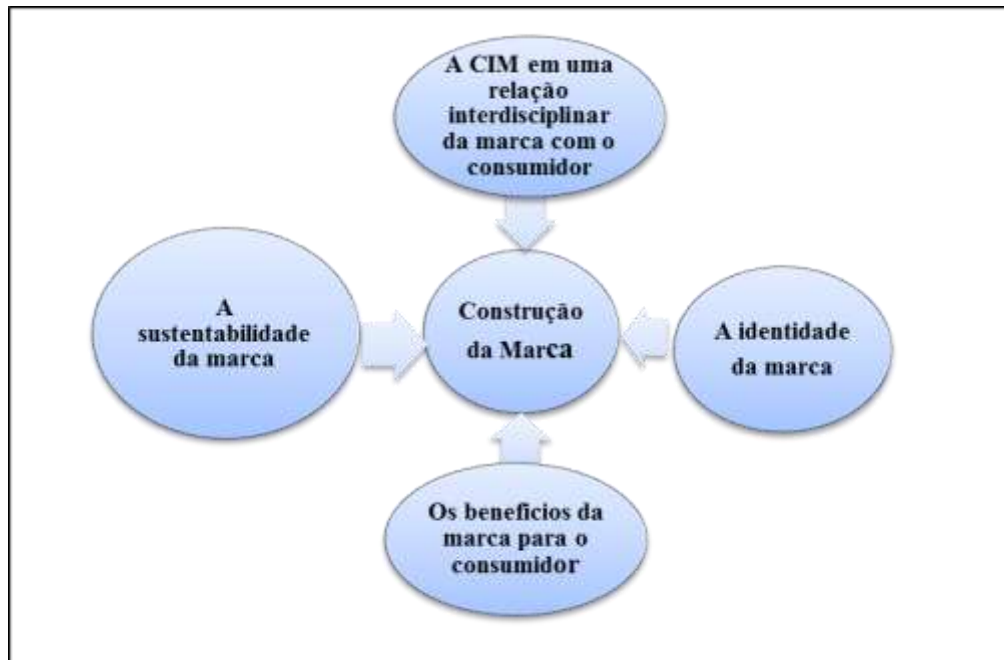 A CIM em uma
relação
interdisciplinar
da marca com o
consumidor
A
sustentabilidade
da marca
Construção
da Marca
A identidade
da marca
Os beneficios da
marca para o
consumidor